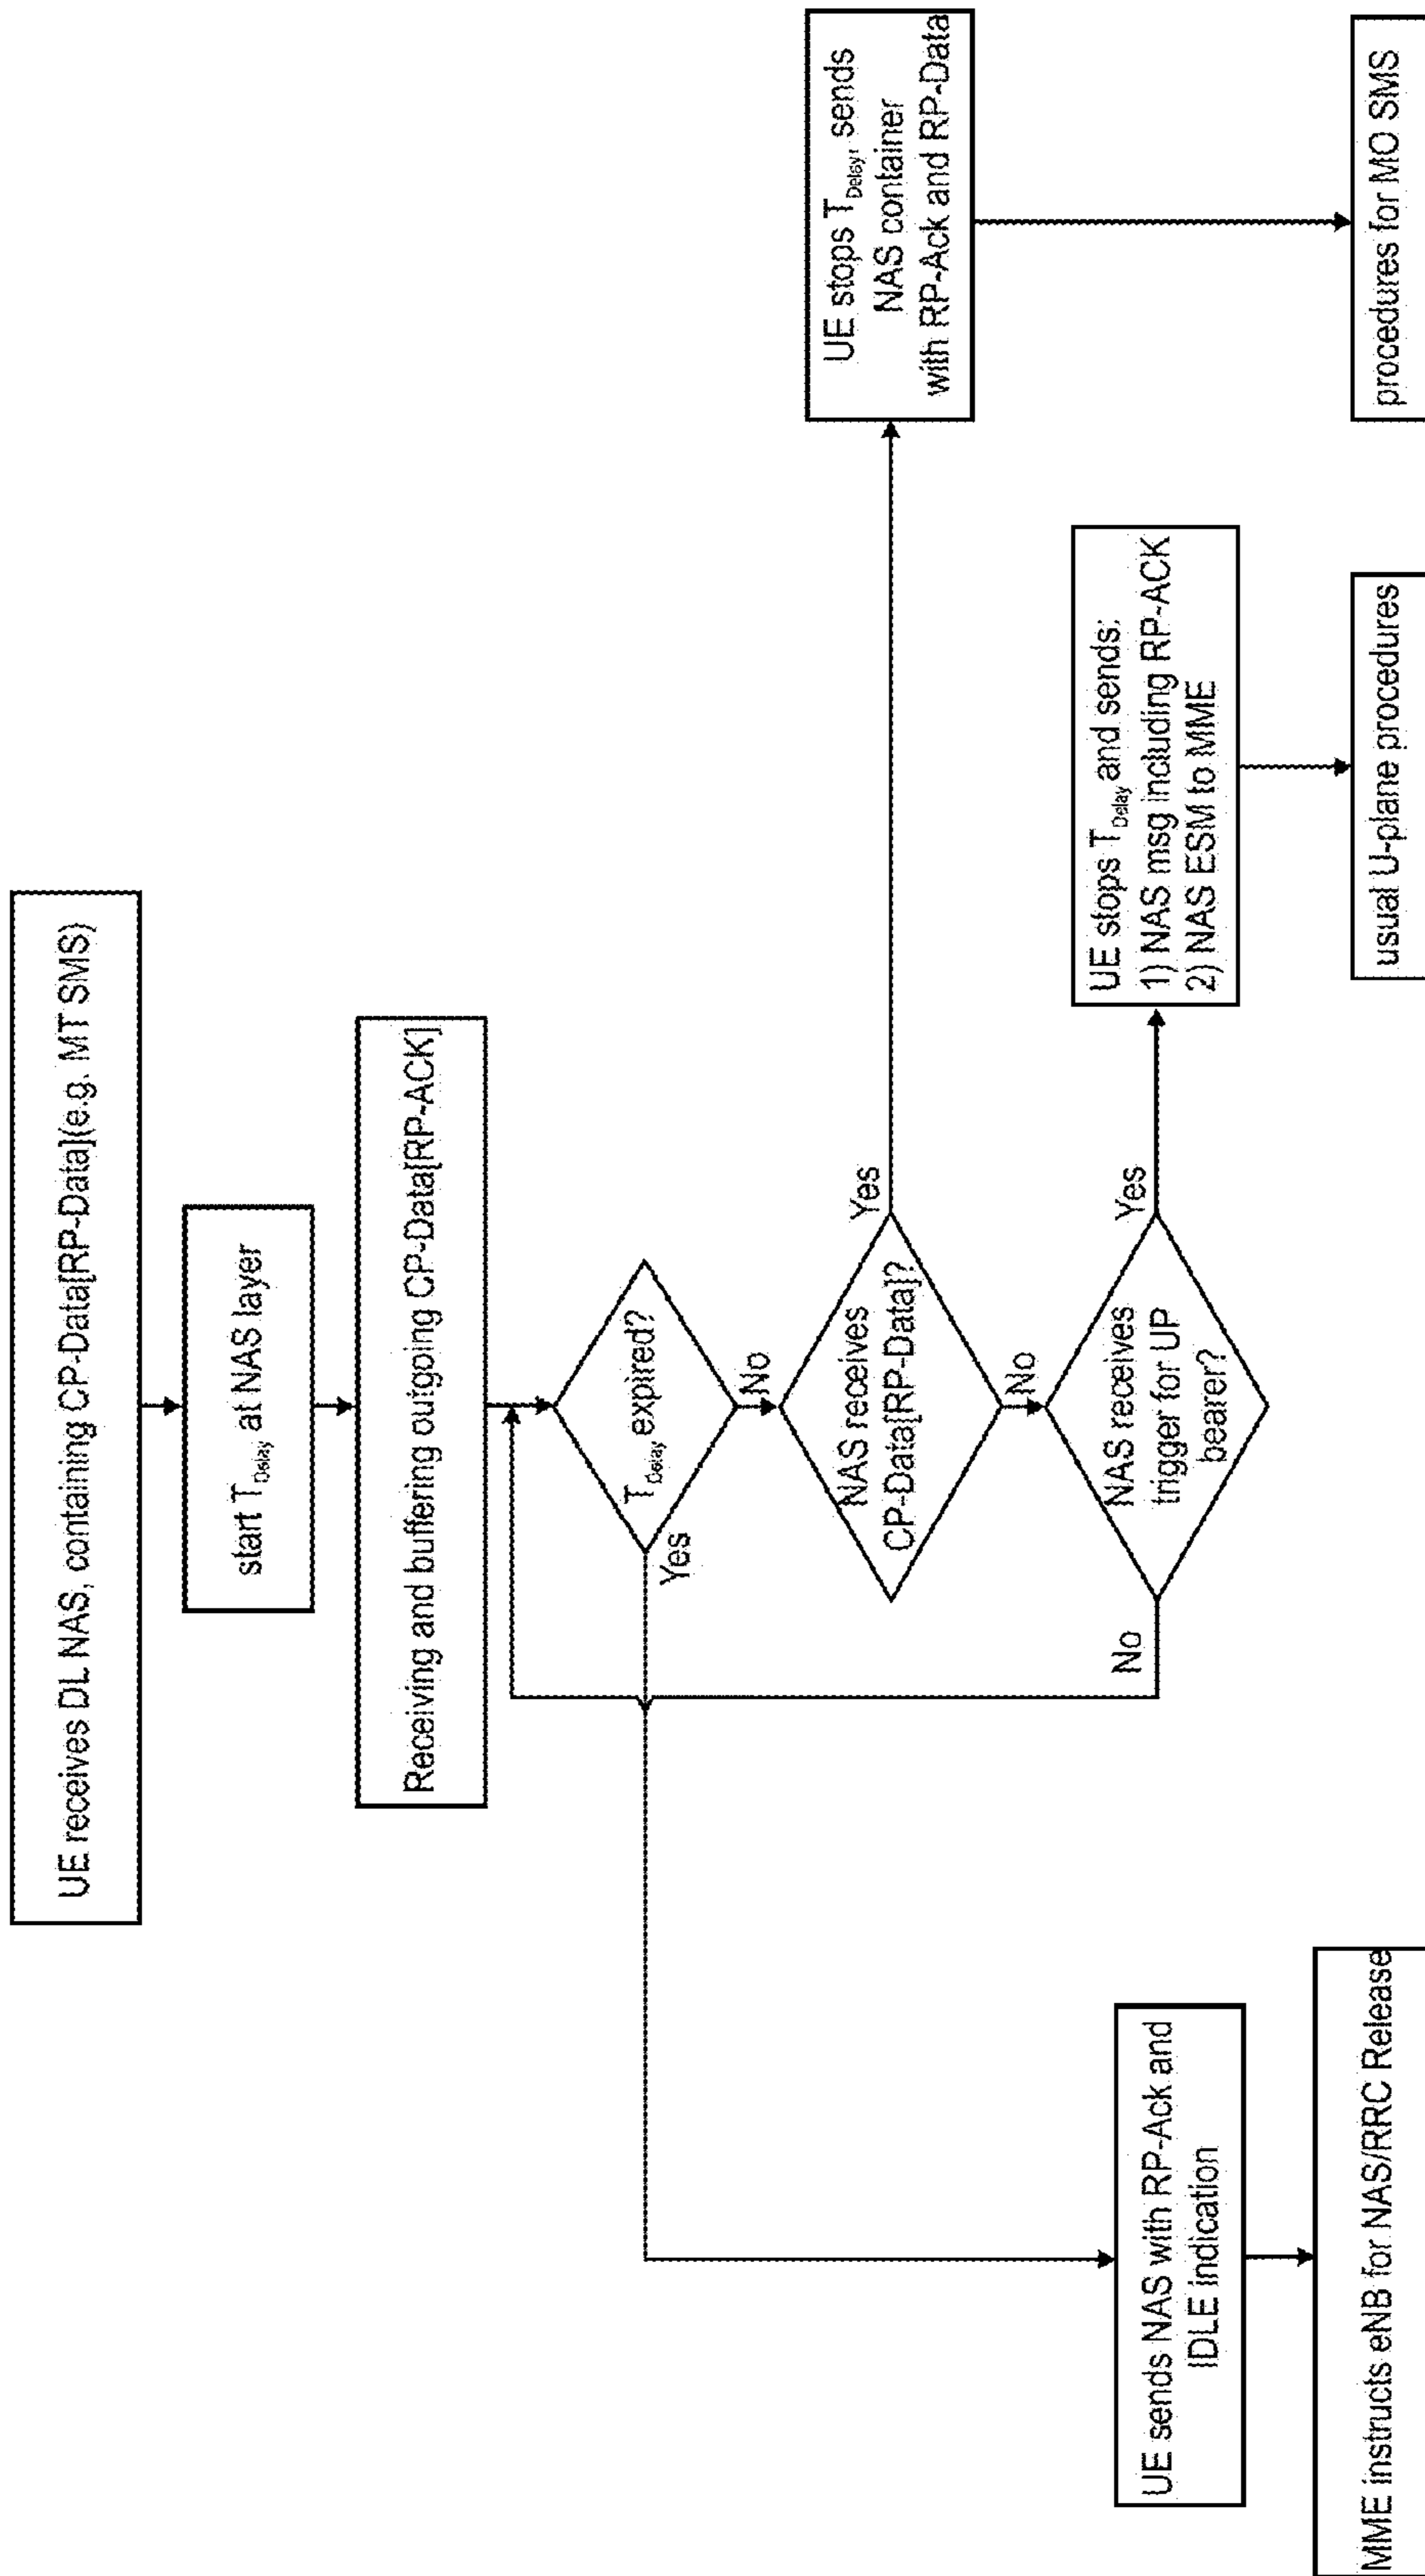 UE receives DL NAS, containing CP-Data[RP-Data](e.g. MT SMS)
start T_Delay at NAS layer
Receiving and buffering outgoing CP-Data[RP-ACK]
T_Delay expired?
Yes
No
NAS receives
CP-Data[RP-Data]?
Yes
No
NAS receives
trigger for UP
bearer?
Yes
No
UE stops T_Delay, sends
NAS container
with RP-Ack and RP-Data
procedures for MO SMS
UE stops T_Delay and sends:
1) NAS msg including RP-ACK
2) NAS ESM to MME
usual U-plane procedures
UE sends NAS with RP-Ack and
IDLE indication
MME instructs eNB for NAS/RRC Release